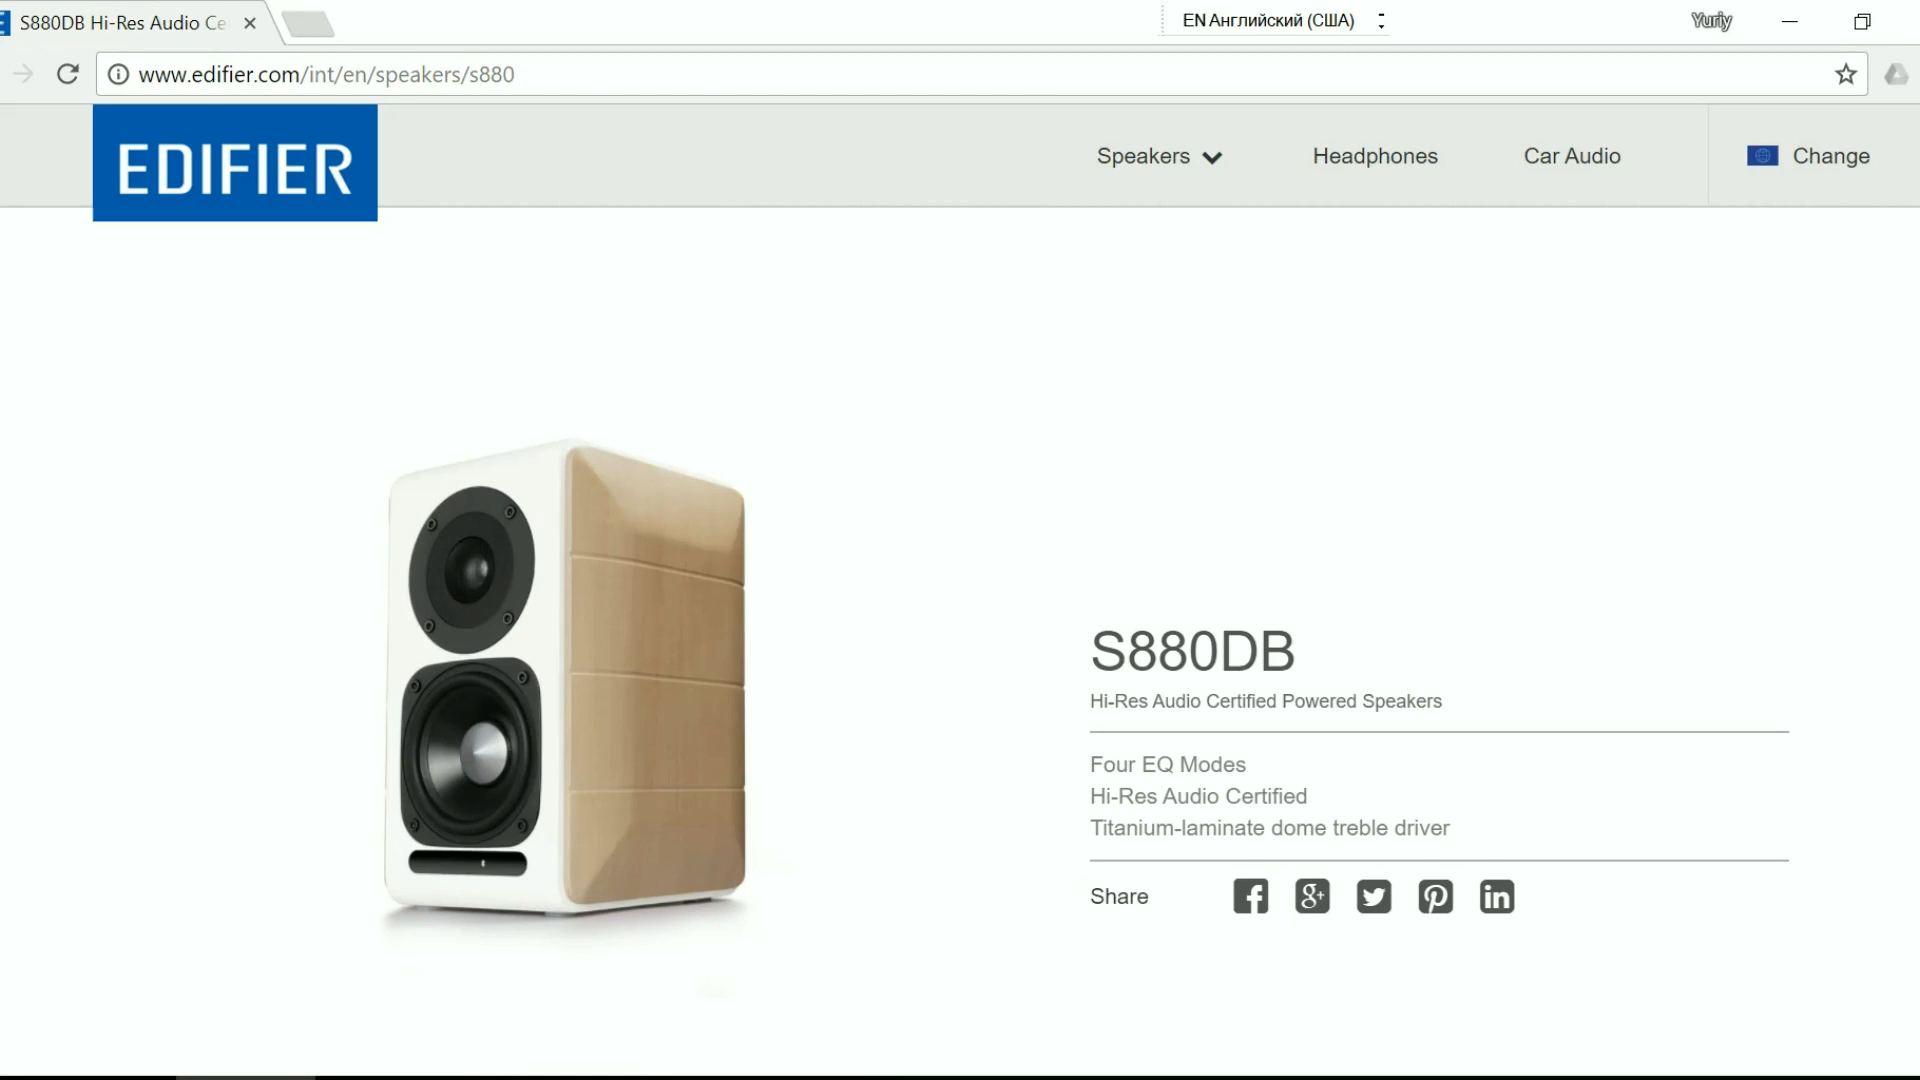 S880DB Hi-Res Audio Ce
EN Английский (США)
Yuriy
www.edifier.com/int/en/speakers/s880
EDIFIER
Speakers
Headphones
Car Audio
Change
S880DB
Hi-Res Audio Certified Powered Speakers
Four EQ Modes
Hi-Res Audio Certified
Titanium-laminate dome treble driver
Share